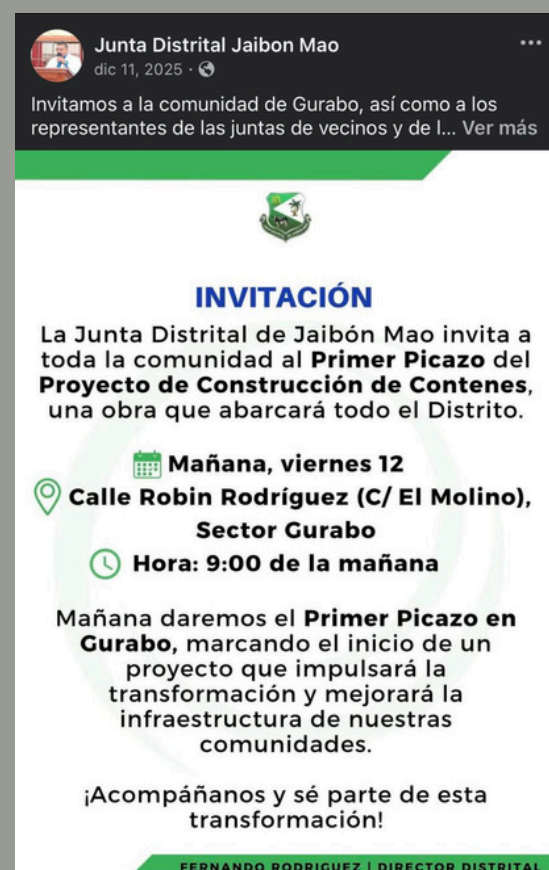 Junta Distrital Jaibon Mao
dic 11, 2025 ·
Invitamos a la comunidad de Gurabo, así como a los
representantes de las juntas de vecinos y de l... Ver más
INVITACIÓN
La Junta Distrital de Jaibón Mao invita a
toda la comunidad al Primer Picazo del
Proyecto de Construcción de Contenes,
una obra que abarcará todo el Distrito.
Mañana, viernes 12
Calle Robin Rodríguez (C/ El Molino),
Sector Gurabo
Hora: 9:00 de la mañana
Mañana daremos el Primer Picazo en
Gurabo, marcando el inicio de un
proyecto que impulsará la
transformación y mejorará la
infraestructura de nuestras
comunidades.
¡Acompáñanos y sé parte de esta
transformación!
FERNANDO RODRIGUEZ | DIRECTOR DISTRITAL